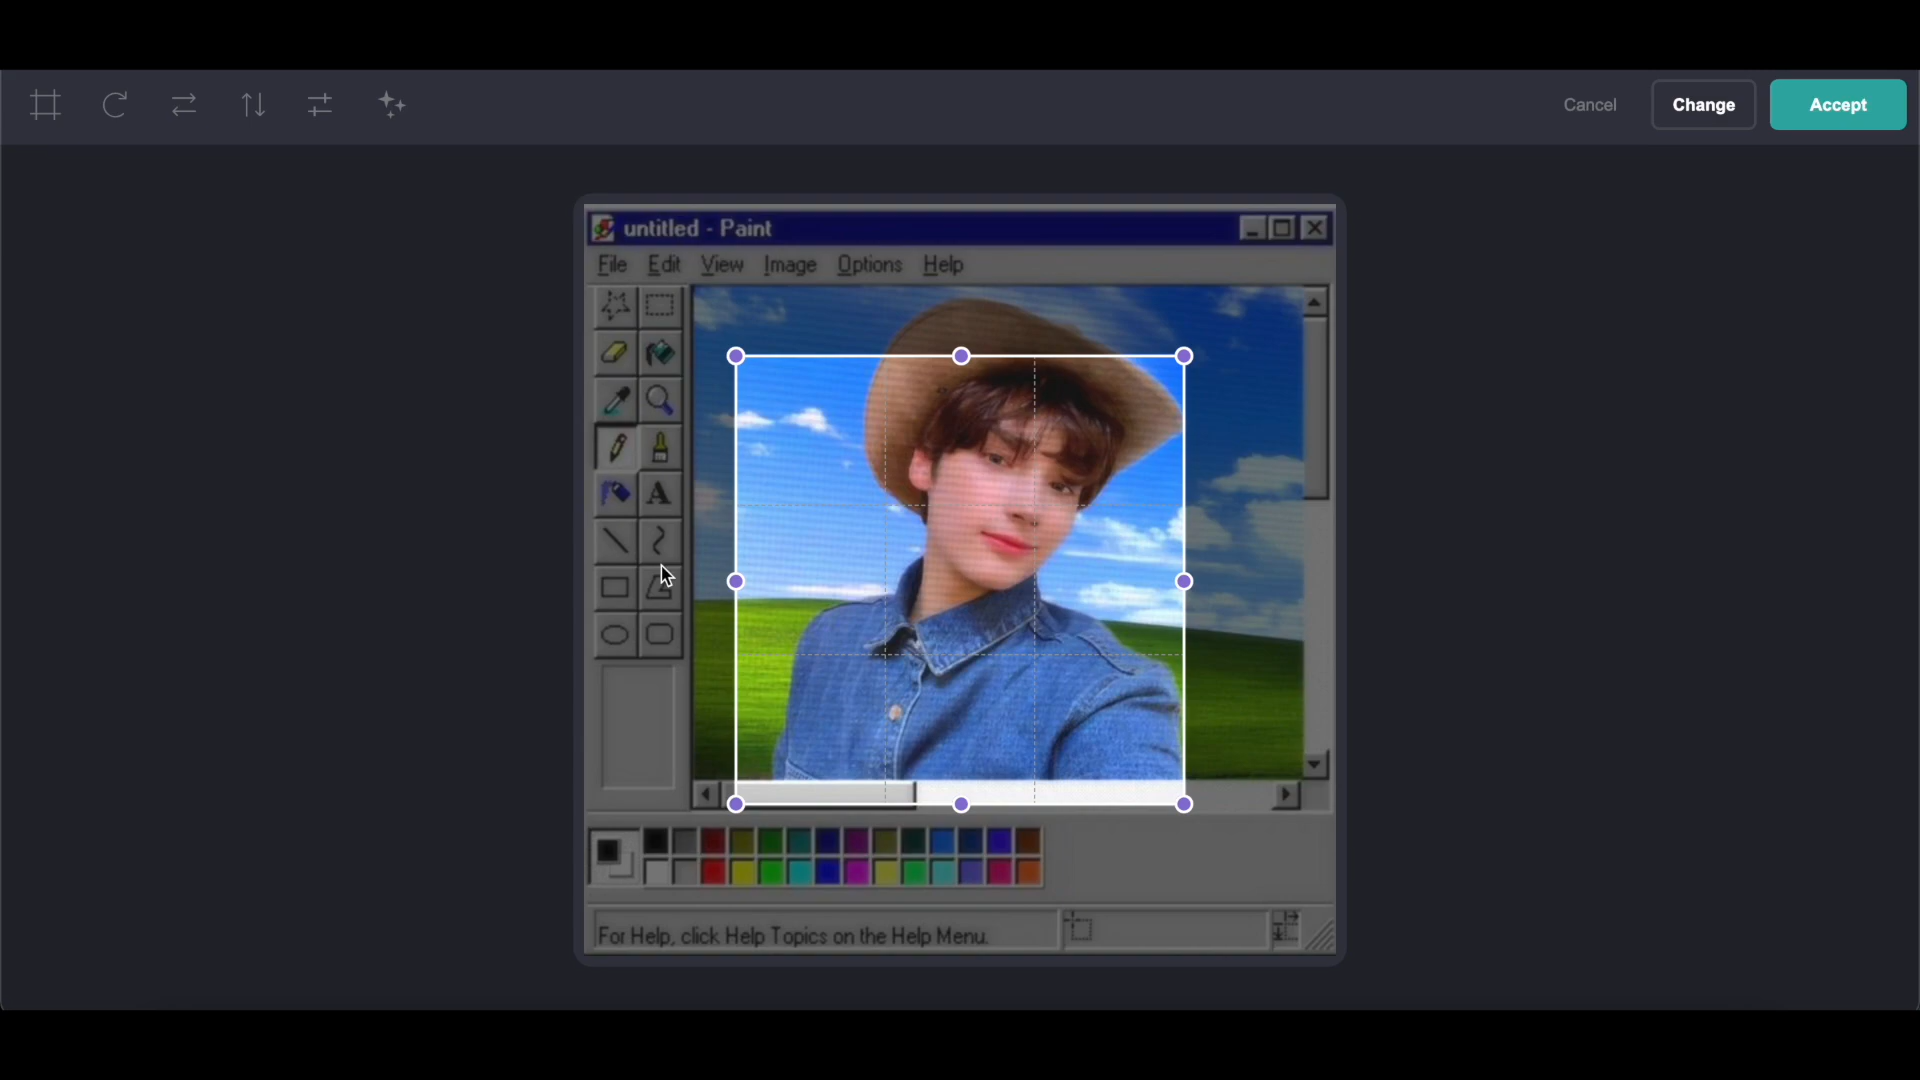 Cancel
Change
Accept
untitled - Paint
File Edit View Image Options Help
A
For Help, click Help Topics on the Help Menu.